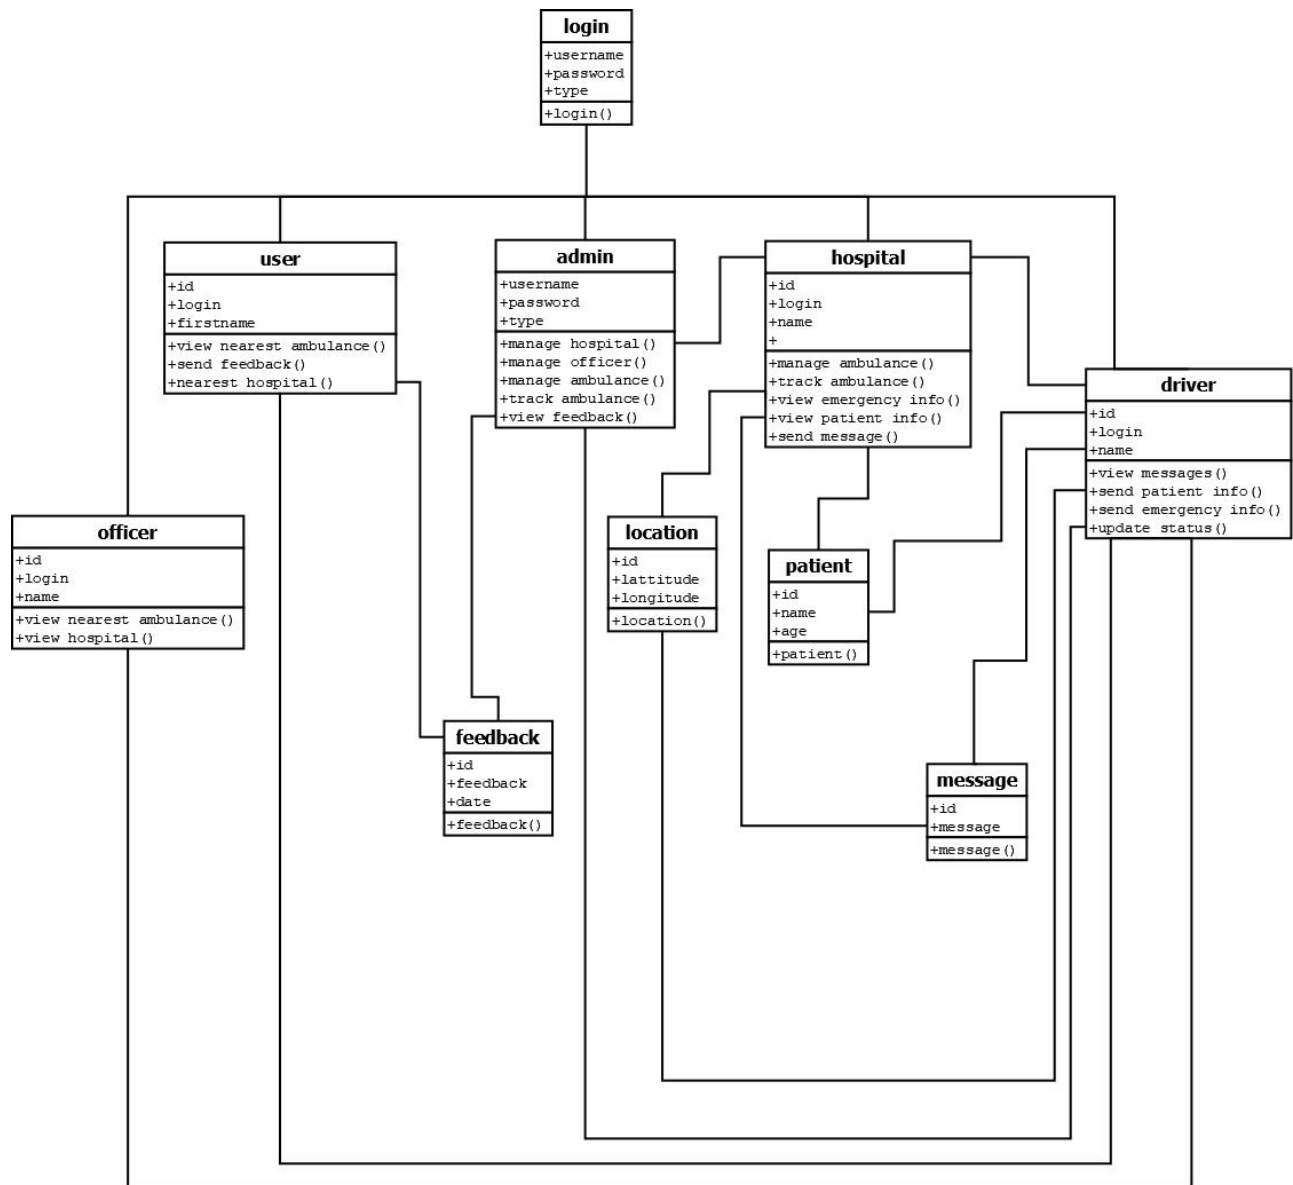 login
+username
+password
+type
+login()
user
+id
+login
+firstname
+view nearest ambulance()
+send feedback()
+nearest hospital()
admin
+username
+password
+type
+manage hospital()
+manage officer()
+manage ambulance()
+track ambulance()
+view feedback()
hospital
+id
+login
+name
+
+manage ambulance()
+track ambulance()
+view emergency info()
+view patient info()
+send message()
driver
+id
+login
+name
+view messages()
+send patient info()
+send emergency info()
+update status()
officer
+id
+login
+name
+view nearest ambulance()
+view hospital()
location
+id
+lattitude
+longitude
+location()
patient
+id
+name
+age
+patient()
feedback
+id
+feedback
+date
+feedback()
message
+id
+message
+message()